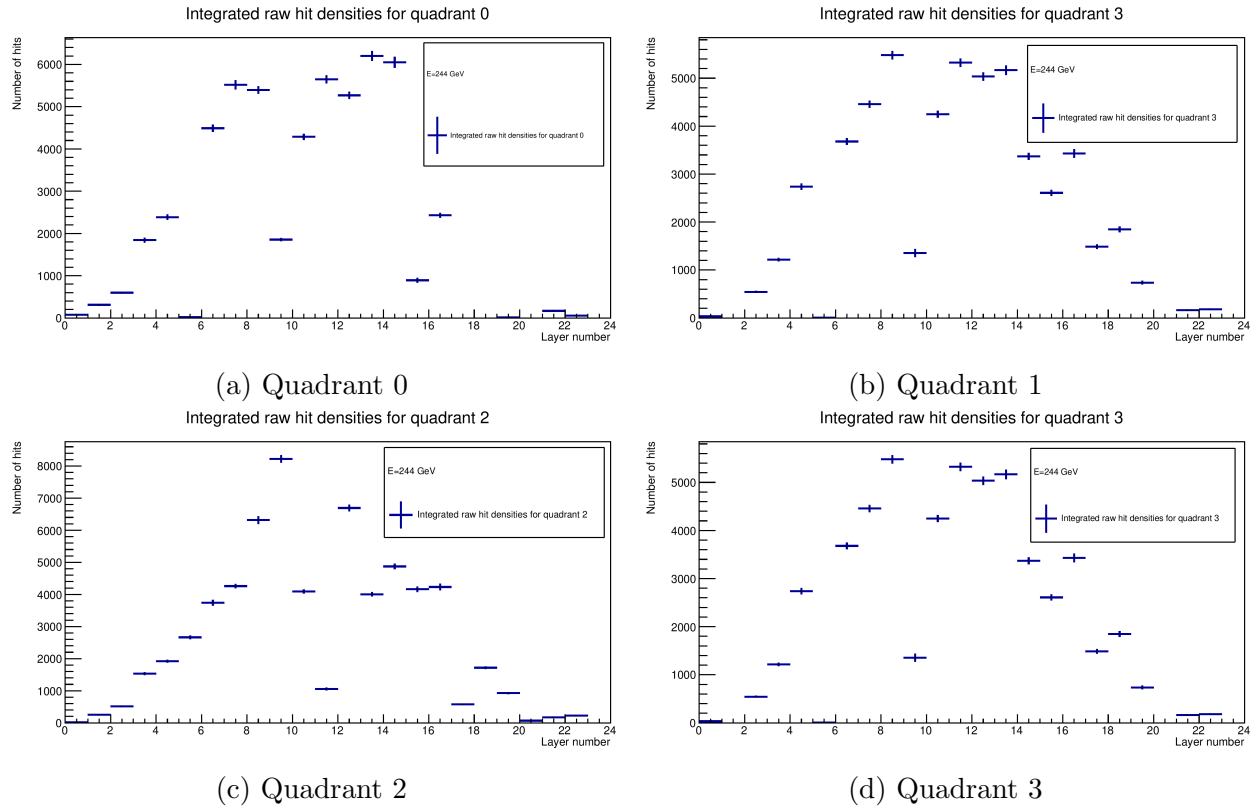 Integrated raw hit densities for quadrant 0
Number of hits
6000
5000
4000
3000
2000
1000
0
0 2 4 6 8 10 12 14 16 18 20 22 24
Layer number
E=244 GeV
Integrated raw hit densities for quadrant 0
(a) Quadrant 0
Integrated raw hit densities for quadrant 3
Number of hits
5000
4000
3000
2000
1000
0
0 2 4 6 8 10 12 14 16 18 20 22 24
Layer number
E=244 GeV
Integrated raw hit densities for quadrant 3
(b) Quadrant 1
Integrated raw hit densities for quadrant 2
Number of hits
8000
7000
6000
5000
4000
3000
2000
1000
0
0 2 4 6 8 10 12 14 16 18 20 22 24
Layer number
E=244 GeV
Integrated raw hit densities for quadrant 2
(c) Quadrant 2
Integrated raw hit densities for quadrant 3
Number of hits
5000
4000
3000
2000
1000
0
0 2 4 6 8 10 12 14 16 18 20 22 24
Layer number
E=244 GeV
Integrated raw hit densities for quadrant 3
(d) Quadrant 3